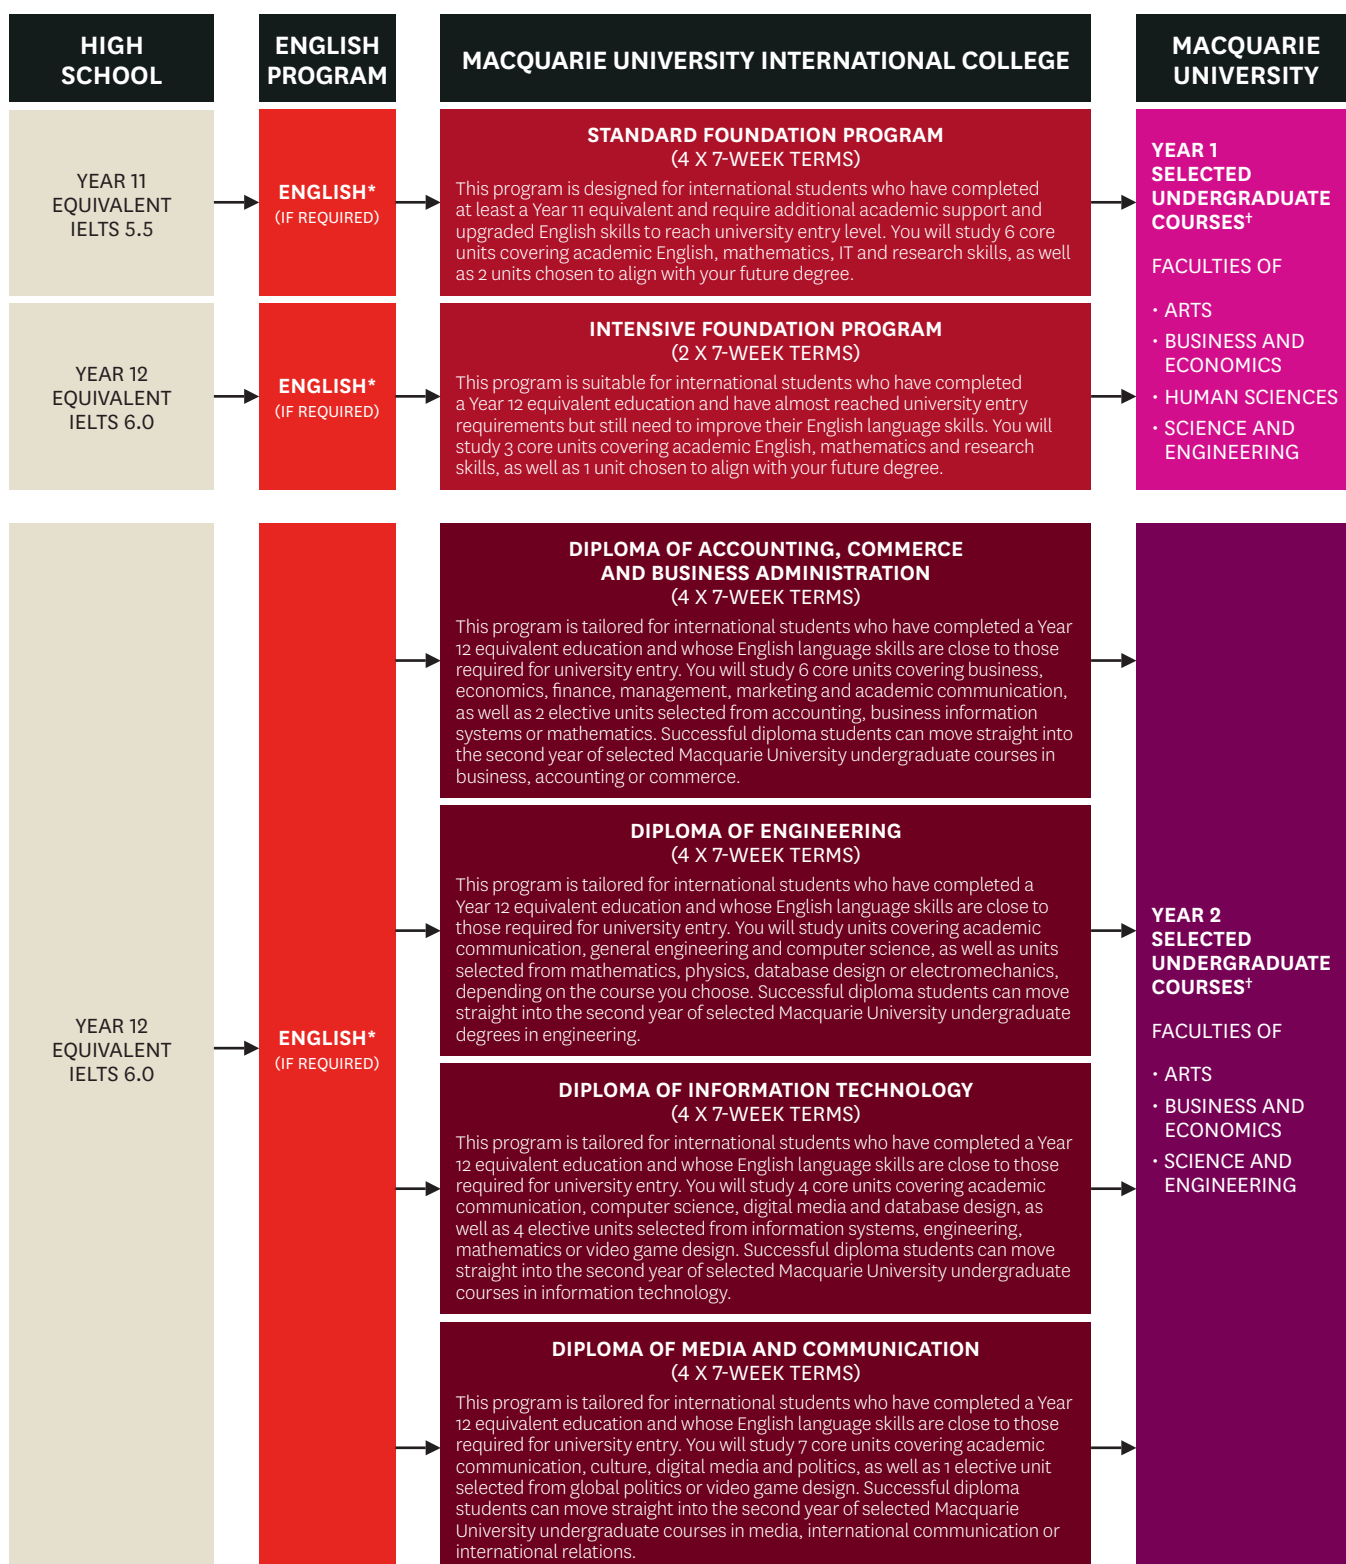 HIGH
SCHOOL
ENGLISH
PROGRAM
MACQUARIE UNIVERSITY INTERNATIONAL COLLEGE
MACQUARIE
UNIVERSITY
YEAR 11
EQUIVALENT
IELTS 5.5
ENGLISH*
(IF REQUIRED)
STANDARD FOUNDATION PROGRAM
(4 X 7-WEEK TERMS)
This program is designed for international students who have completed
at least a Year 11 equivalent and require additional academic support and
upgraded English skills to reach university entry level. You will study 6 core
units covering academic English, mathematics, IT and research skills, as well
as 2 units chosen to align with your future degree.
YEAR 12
EQUIVALENT
IELTS 6.0
ENGLISH*
(IF REQUIRED)
INTENSIVE FOUNDATION PROGRAM
(2 X 7-WEEK TERMS)
This program is suitable for international students who have completed
a Year 12 equivalent education and have almost reached university entry
requirements but still need to improve their English language skills. You will
study 3 core units covering academic English, mathematics and research
skills, as well as 1 unit chosen to align with your future degree.
YEAR 1
SELECTED
UNDERGRADUATE
COURSES†
FACULTIES OF
• ARTS
• BUSINESS AND
ECONOMICS
• HUMAN SCIENCES
• SCIENCE AND
ENGINEERING
YEAR 12
EQUIVALENT
IELTS 6.0
ENGLISH*
(IF REQUIRED)
DIPLOMA OF ACCOUNTING, COMMERCE
AND BUSINESS ADMINISTRATION
(4 X 7-WEEK TERMS)
This program is tailored for international students who have completed a Year
12 equivalent education and whose English language skills are close to those
required for university entry. You will study 6 core units covering business,
economics, finance, management, marketing and academic communication,
as well as 2 elective units selected from accounting, business information
systems or mathematics. Successful diploma students can move straight into
the second year of selected Macquarie University undergraduate courses in
business, accounting or commerce.
DIPLOMA OF ENGINEERING
(4 X 7-WEEK TERMS)
This program is tailored for international students who have completed a
Year 12 equivalent education and whose English language skills are close to
those required for university entry. You will study units covering academic
communication, general engineering and computer science, as well as units
selected from mathematics, physics, database design or electromechanics,
depending on the course you choose. Successful diploma students can move
straight into the second year of selected Macquarie University undergraduate
degrees in engineering.
DIPLOMA OF INFORMATION TECHNOLOGY
(4 X 7-WEEK TERMS)
This program is tailored for international students who have completed a Year
12 equivalent education and whose English language skills are close to those
required for university entry. You will study 4 core units covering academic
communication, computer science, digital media and database design, as
well as 4 elective units selected from information systems, engineering,
mathematics or video game design. Successful diploma students can move
straight into the second year of selected Macquarie University undergraduate
courses in information technology.
DIPLOMA OF MEDIA AND COMMUNICATION
(4 X 7-WEEK TERMS)
This program is tailored for international students who have completed a Year
12 equivalent education and whose English language skills are close to those
required for university entry. You will study 7 core units covering academic
communication, culture, digital media and politics, as well as 1 elective unit
selected from global politics or video game design. Successful diploma
students can move straight into the second year of selected Macquarie
University undergraduate courses in media, international communication or
international relations.
YEAR 2
SELECTED
UNDERGRADUATE
COURSES†
FACULTIES OF
• ARTS
• BUSINESS AND
ECONOMICS
• SCIENCE AND
ENGINEERING